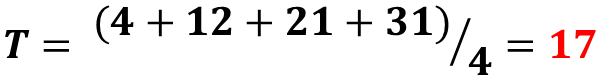 T = (4 + 12 + 21 + 31)/4 = 17